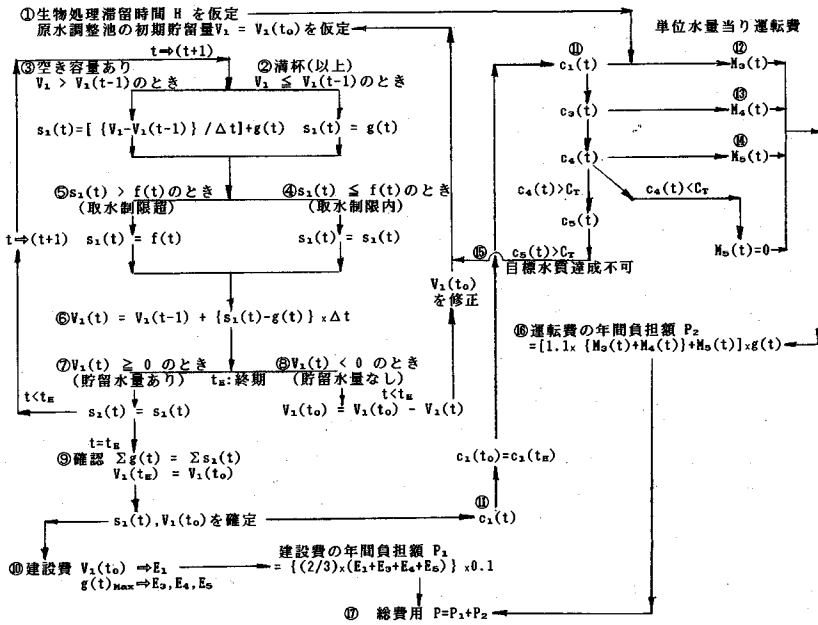 ①生物処理滞留時間 H を仮定
原水調整池の初期貯留量V₁ = V₁(t₀)を仮定
t⇒(t+1)
③空き容量あり
V₁ > V₁(t-1)のとき
②満杯(以上)
V₁ ≦ V₁(t-1)のとき
s₁(t)=[ {V₁-V₁(t-1)} /Δt]+g(t)
s₁(t) = g(t)
⑤s₁(t) > f(t)のとき
(取水制限超)
④s₁(t) ≦ f(t)のとき
(取水制限内)
t⇒(t+1)
s₁(t) = f(t)
s₁(t) = s₁(t)
⑥V₁(t) = V₁(t-1) + {s₁(t)-g(t)} ×Δt
⑦V₁(t) ≧ 0 のとき
(貯留水量あり)
t_E:終期
⑧V₁(t) < 0 のとき
(貯留水量なし)
t<t_E
s₁(t) = s₁(t)
t<t_E
V₁(t₀) = V₁(t₀) - V₁(t)
V₁(t₀)
を修正
t=t_E
⑨確認 Σg(t) = Σs₁(t)
V₁(t_E) = V₁(t₀)
s₁(t),V₁(t₀)を確定
⑪
c₁(t)
c₁(t₀)=c₁(t_E)
⑩建設費 V₁(t₀) ⇒E₁
g(t)Max⇒E₃,E₄,E₅
建設費の年間負担額 P₁
= {(2/3)×(E₁+E₃+E₄+E₅)} ×0.1
単位水量当り運転費
⑪
c₁(t)
⑫
M₃(t)
c₃(t)
⑬
M₄(t)
c₄(t)
⑭
M₅(t)
c₄(t)>C_T
c₄(t)<C_T
c₅(t)
M₅(t)=0
⑮ c₅(t)>C_T
目標水質達成不可
⑯運転費の年間負担額 P₂
=[1.1× {M₃(t)+M₄(t)}+M₅(t)]×g(t)
⑰ 総費用 P=P₁+P₂